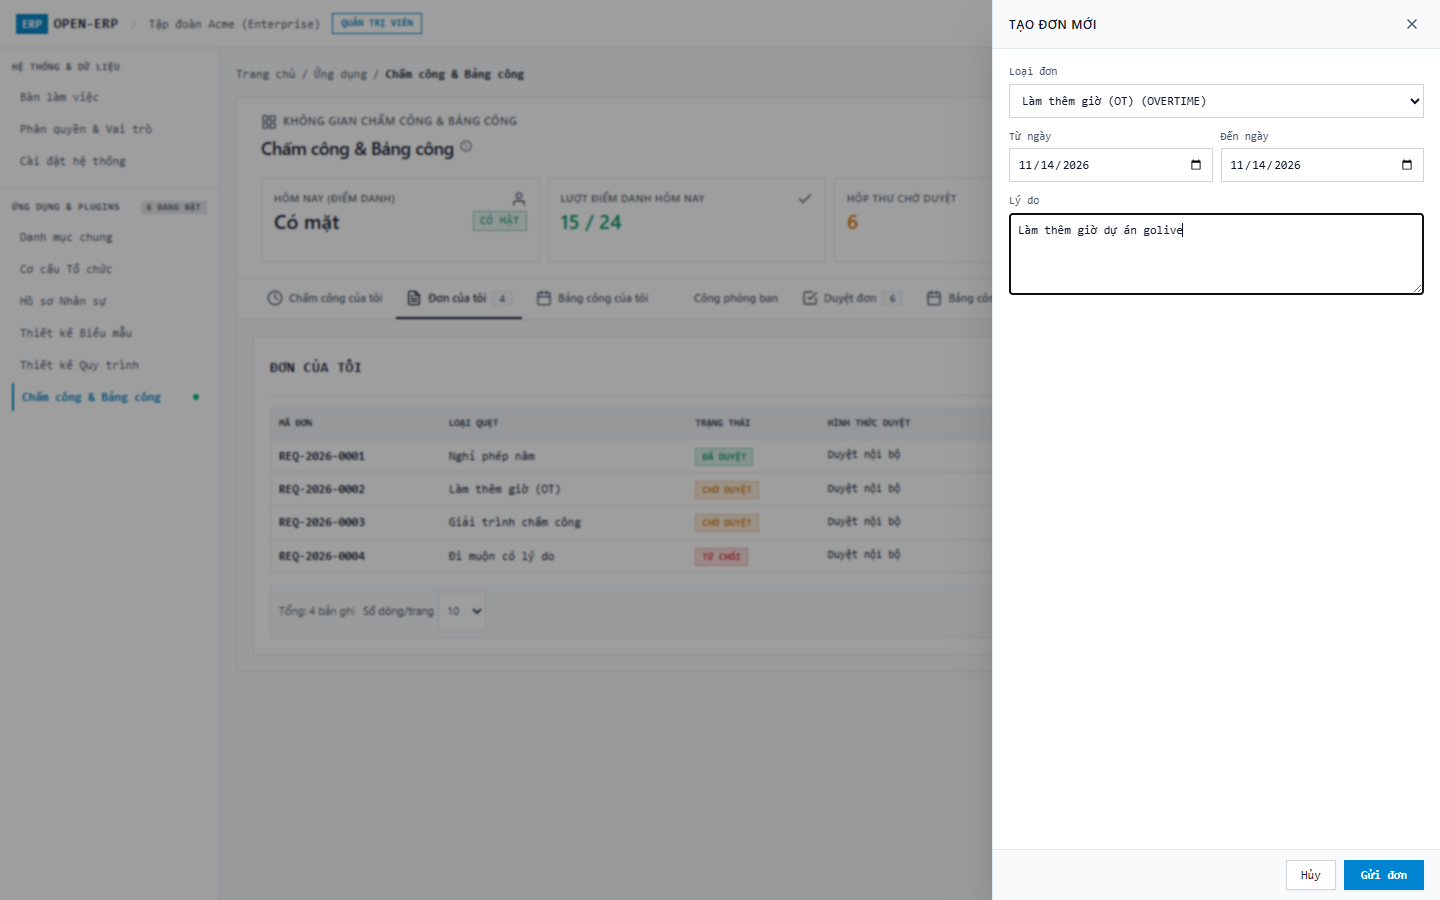 ERP OPEN-ERP / Tập đoàn Acme (Enterprise) QUẢN TRỊ VIÊN
HỆ THỐNG & DỮ LIỆU
Bàn làm việc
Phân quyền & Vai trò
Cài đặt hệ thống
ỨNG DỤNG & PLUGINS 6 ĐANG BẬT
Danh mục chung
Cơ cấu Tổ chức
Hồ sơ Nhân sự
Thiết kế Biểu mẫu
Thiết kế Quy trình
Chấm công & Bảng công
Trang chủ / Ứng dụng / Chấm công & Bảng công
KHÔNG GIAN CHẤM CÔNG & BẢNG CÔNG
Chấm công & Bảng công
HÔM NAY (ĐIỂM DANH)
Có mặt
CÓ MẶT
LƯỢT ĐIỂM DANH HÔM NAY
15 / 24
HỘP THƯ CHỜ DUYỆT
6
Chấm công của tôi
Đơn của tôi 4
Bảng công của tôi
Công phòng ban
Duyệt đơn 6
Bảng côn
ĐƠN CỦA TÔI
MÃ ĐƠN LOẠI QUẸT TRẠNG THÁI HÌNH THỨC DUYỆT
REQ-2026-0001 Nghỉ phép năm ĐÃ DUYỆT Duyệt nội bộ
REQ-2026-0002 Làm thêm giờ (OT) CHỜ DUYỆT Duyệt nội bộ
REQ-2026-0003 Giải trình chấm công CHỜ DUYỆT Duyệt nội bộ
REQ-2026-0004 Đi muộn có lý do TỪ CHỐI Duyệt nội bộ
Tổng: 4 bản ghi Số dòng/trang 10
TẠO ĐƠN MỚI
Loại đơn
Làm thêm giờ (OT) (OVERTIME)
Từ ngày Đến ngày
11/14/2026 11/14/2026
Lý do
Làm thêm giờ dự án golive
Hủy Gửi đơn